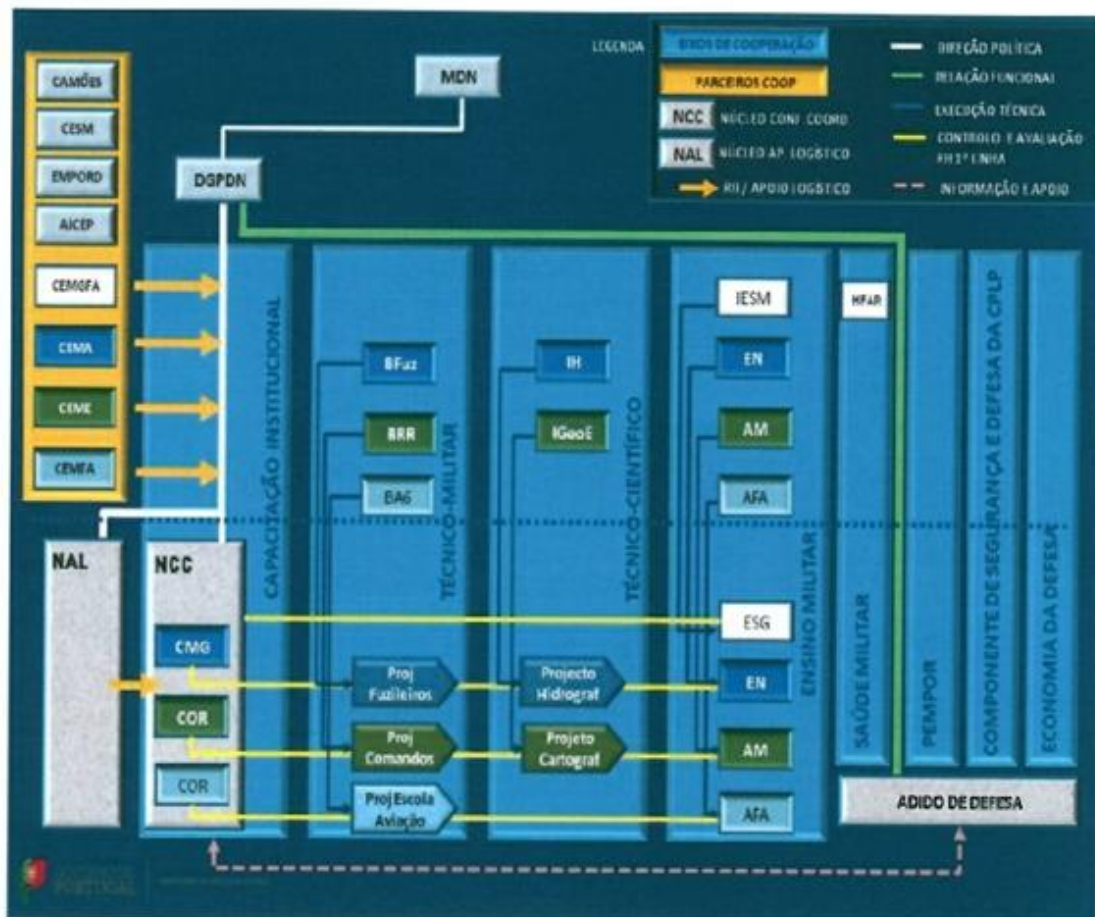 LEGENDA
EIXOS DE COOPERAÇÃO
PARCEIROS COOP
NCC NÚCLEO CONF. COORD
NAL NÚCLEO AP. LOGÍSTICO
RH / APOIO LOGÍSTICO
DIREÇÃO POLÍTICA
RELAÇÃO FUNCIONAL
EXECUÇÃO TÉCNICA
CONTROLO E AVALIAÇÃO
EM 1ª LINHA
INFORMAÇÃO E APOIO
MDN
DGPDN
CAMÕES
CESM
EMPORD
AICEP
CEMGFA
CEMA
CEME
CEMFA
NAL
NCC
CMG
COR
COR
CAPACITAÇÃO INSTITUCIONAL
BFuz
BRR
BA6
TÉCNICO-MILITAR
Proj
Fuzileiros
Proj
Comandos
Proj Escola
Aviação
IH
IGeoE
TÉCNICO-CIENTÍFICO
Projecto
Hidrograf
Projeto
Cartograf
IESM
EN
AM
AFA
ENSINO MILITAR
ESG
EN
AM
AFA
HFAR
SAÚDE MILITAR
PEMPOR
COMPONENTE DE SEGURANÇA E DEFESA DA CPLP
ECONOMIA DA DEFESA
ADIDO DE DEFESA
PORTUGAL